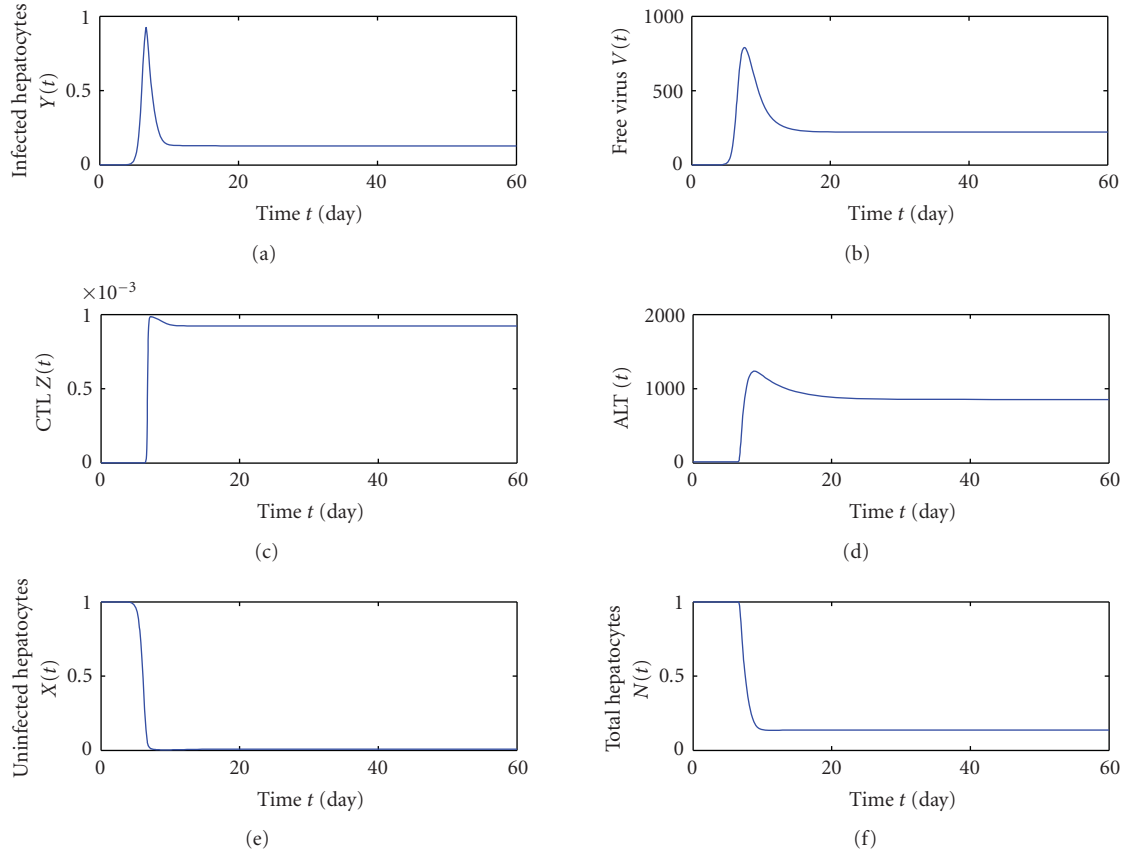 Infected hepatocytes
Y(t)
1
0.5
0
0
20
40
60
Time t (day)
(a)
Free virus V(t)
1000
500
0
0
20
40
60
Time t (day)
(b)
×10−3
CTL Z(t)
1
0.5
0
0
20
40
60
Time t (day)
(c)
ALT (t)
2000
1000
0
0
20
40
60
Time t (day)
(d)
Uninfected hepatocytes
X(t)
1
0.5
0
0
20
40
60
Time t (day)
(e)
Total hepatocytes
N(t)
1
0.5
0
0
20
40
60
Time t (day)
(f)